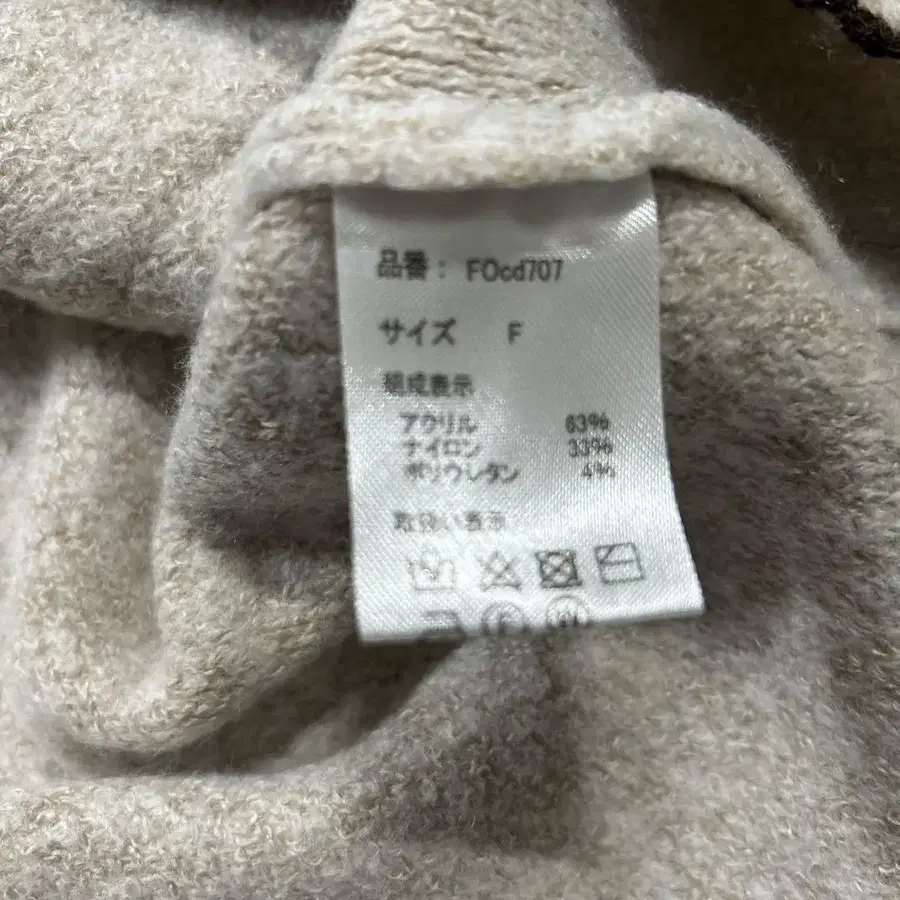 品番： FOcd707
サイズ F
組成表示
アクリル 63%
ナイロン 33%
ポリウレタン 4%
取扱い表示